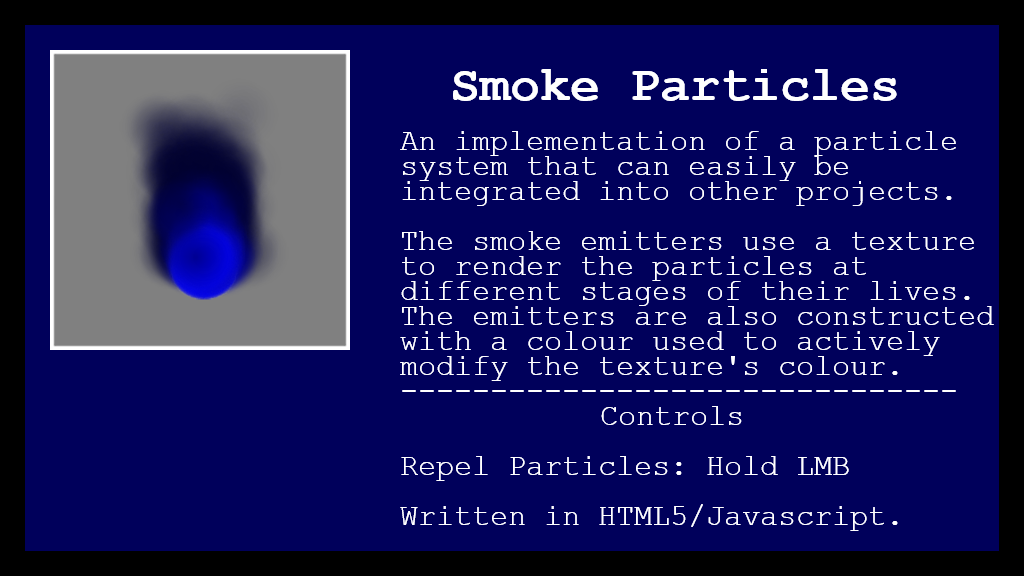 Smoke Particles
An implementation of a particle
system that can easily be
integrated into other projects.
The smoke emitters use a texture
to render the particles at
different stages of their lives.
The emitters are also constructed
with a colour used to actively
modify the texture's colour.
-------------------------------
Controls
Repel Particles: Hold LMB
Written in HTML5/Javascript.